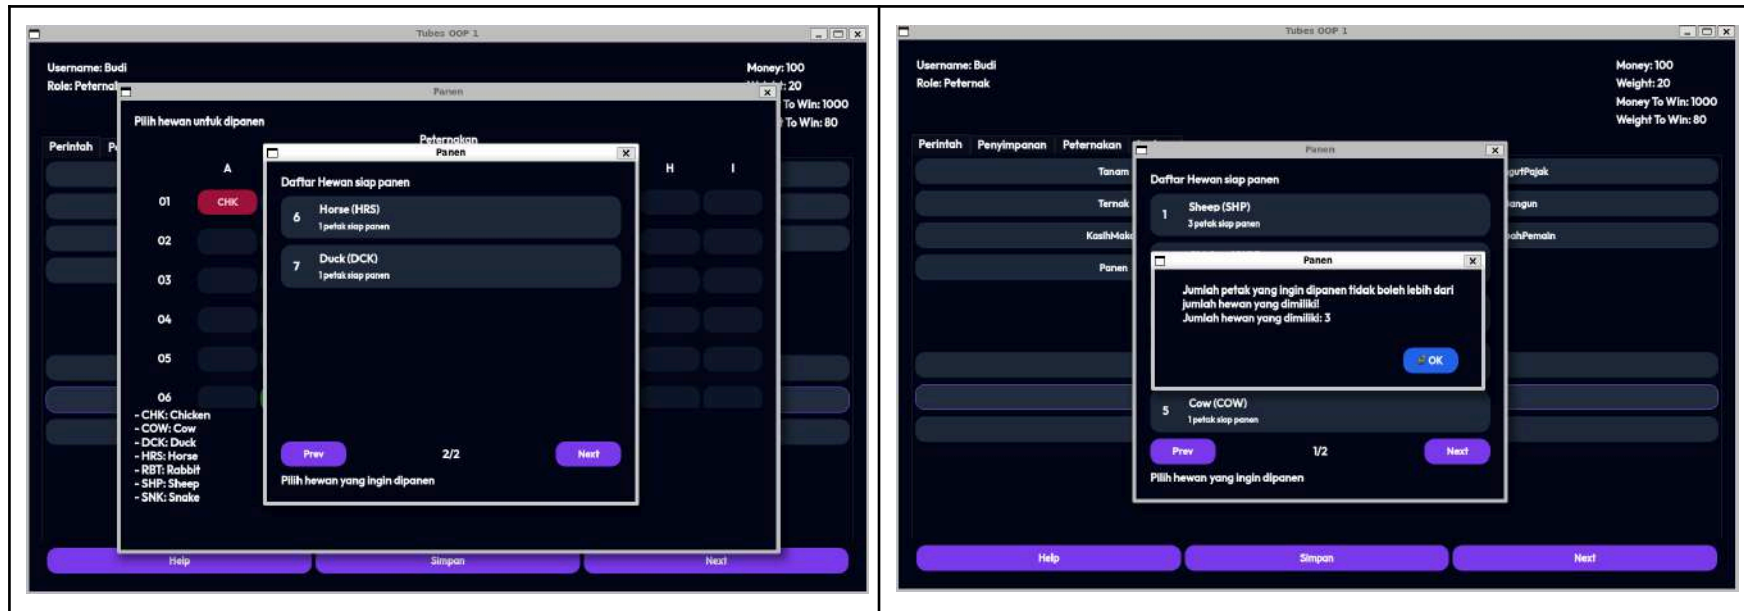 Tubes OOP 1
Username: Budi
Role: Peternak
Money: 100
: 20
To Win: 1000
To Win: 80
Panen
Pilih hewan untuk dipanen
Peternakan
Perintah
A
H
I
Panen
Daftar Hewan siap panen
6
Horse (HRS)
1 petak siap panen
7
Duck (DCK)
1 petak siap panen
01
CHK
02
03
04
05
06
- CHK: Chicken
- COW: Cow
- DCK: Duck
- HRS: Horse
- RBT: Rabbit
- SHP: Sheep
- SNK: Snake
Prev
2/2
Next
Pilih hewan yang ingin dipanen
Help
Simpan
Next
Tubes OOP 1
Username: Budi
Role: Peternak
Money: 100
Weight: 20
Money To Win: 1000
Weight To Win: 80
Perintah Penyimpanan Peternakan
Tanam
Ternak
KasihMak
Panen
gutPajak
angun
ahPemain
Panen
Daftar Hewan siap panen
1
Sheep (SHP)
3 petak siap panen
Panen
Jumlah petak yang ingin dipanen tidak boleh lebih dari
jumlah hewan yang dimiliki!
Jumlah hewan yang dimiliki: 3
OK
5
Cow (COW)
1 petak siap panen
Prev
1/2
Next
Pilih hewan yang ingin dipanen
Help
Simpan
Next